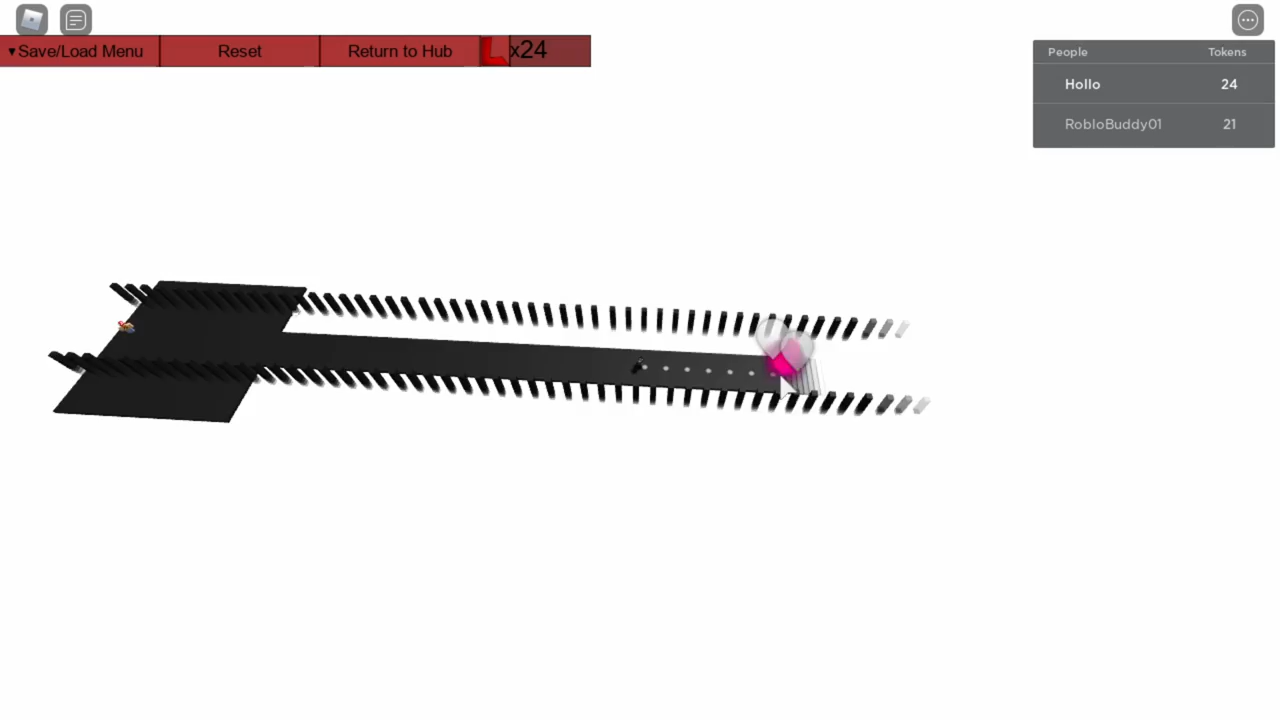 ▾Save/Load Menu Reset Return to Hub x24
People Tokens
Hollo 24
RobloBuddy01 21